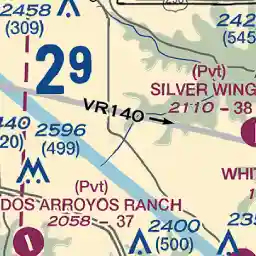 2458
(309)
29
242
(545
(Pvt)
SILVER WING
2110 - 38
VR140
440
20)
2596
(499)
WHIT
(Pvt)
DOS ARROYOS RANCH
2058 - 37
2400
(500)
235